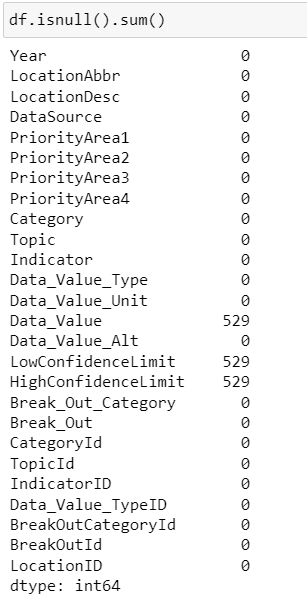 df.isnull().sum()
Year 0
LocationAbbr 0
LocationDesc 0
DataSource 0
PriorityArea1 0
PriorityArea2 0
PriorityArea3 0
PriorityArea4 0
Category 0
Topic 0
Indicator 0
Data_Value_Type 0
Data_Value_Unit 0
Data_Value 529
Data_Value_Alt 0
LowConfidenceLimit 529
HighConfidenceLimit 529
Break_Out_Category 0
Break_Out 0
CategoryId 0
TopicId 0
IndicatorID 0
Data_Value_TypeID 0
BreakOutCategoryId 0
BreakOutId 0
LocationID 0
dtype: int64